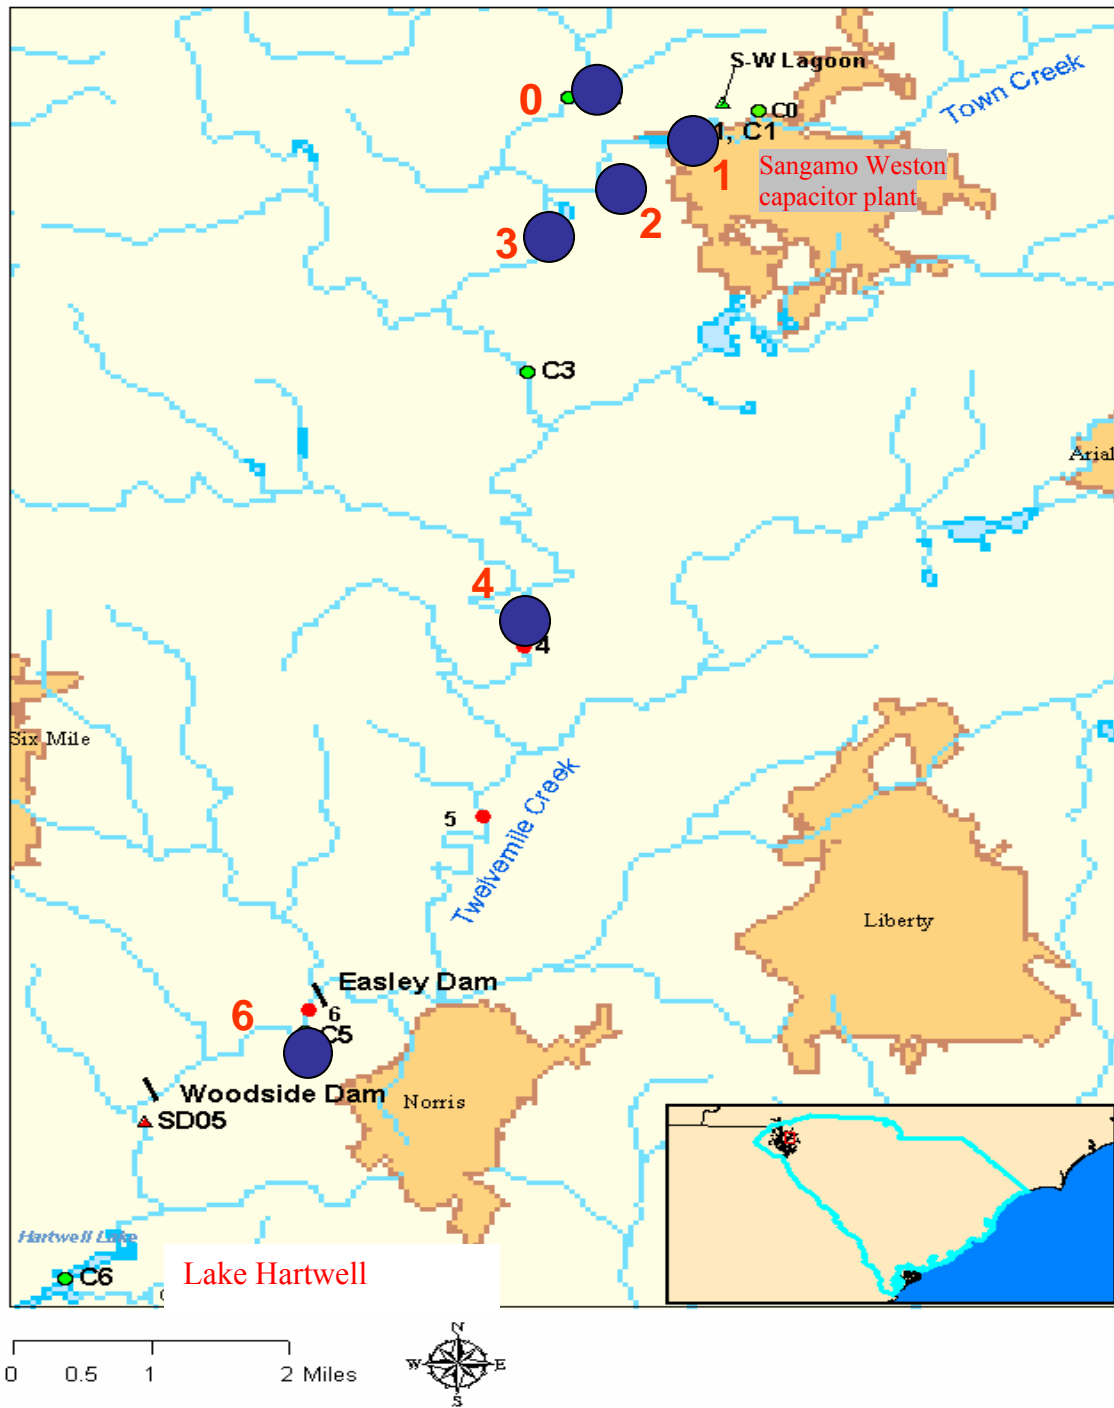 S-W Lagoon
Town Creek
0
C0
1, C1
Sangamo Weston
capacitor plant
1
2
3
C3
Arial
4
4
Six Mile
5
Twelvemile Creek
Liberty
Easley Dam
6
6
C5
Woodside Dam
Norris
SD05
Hartwell Lake
C6
Lake Hartwell
0 0.5 1 2 Miles
N
W E
S